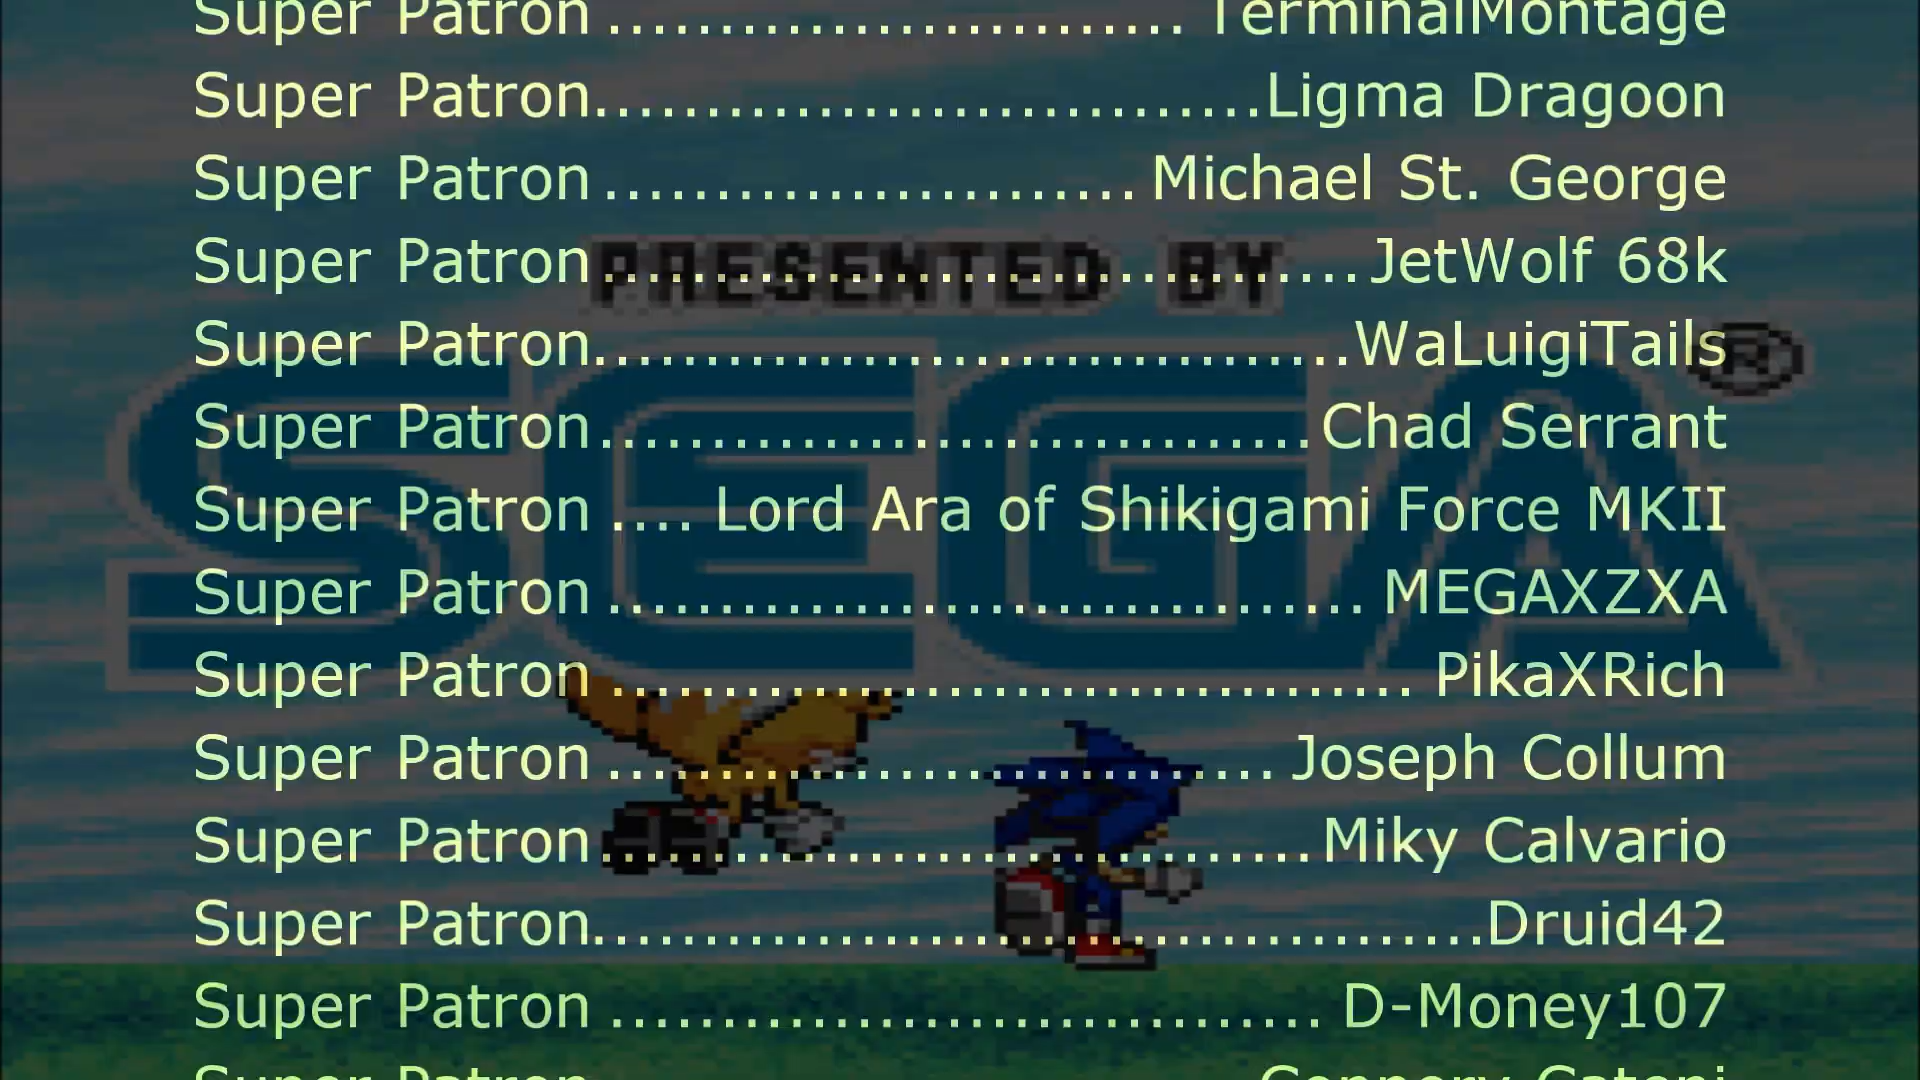 Super Patron ......................... TerminalMontage
Super Patron.............................Ligma Dragoon
Super Patron ....................... Michael St. George
Super Patron.................................JetWolf 68k
PRESENTED BY
Super Patron.................................WaLuigiTails
SEGA®
Super Patron...............................Chad Serrant
Super Patron .... Lord Ara of Shikigami Force MKII
Super Patron ................................. MEGAXZXA
Super Patron ................................... PikaXRich
Super Patron ............................. Joseph Collum
Super Patron...............................Miky Calvario
Super Patron.......................................Druid42
Super Patron ............................... D-Money107
Super Patron